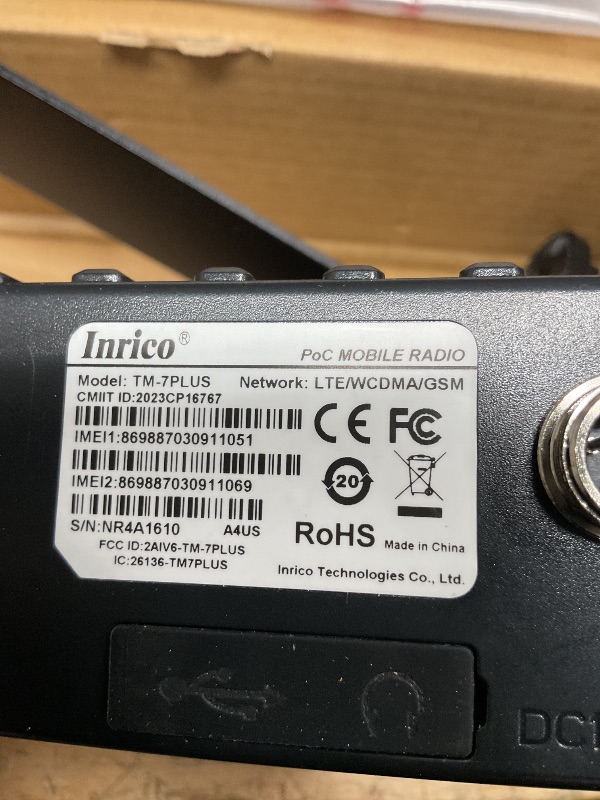 Inrico®
PoC MOBILE RADIO
Model: TM-7PLUS Network: LTE/WCDMA/GSM
CMIIT ID:2023CP16767
IMEI1:869887030911051
CE FC
IMEI2:869887030911069
20
S/N:NR4A1610 A4US
RoHS Made in China
FCC ID:2AIV6-TM-7PLUS
IC:26136-TM7PLUS
Inrico Technologies Co., Ltd.